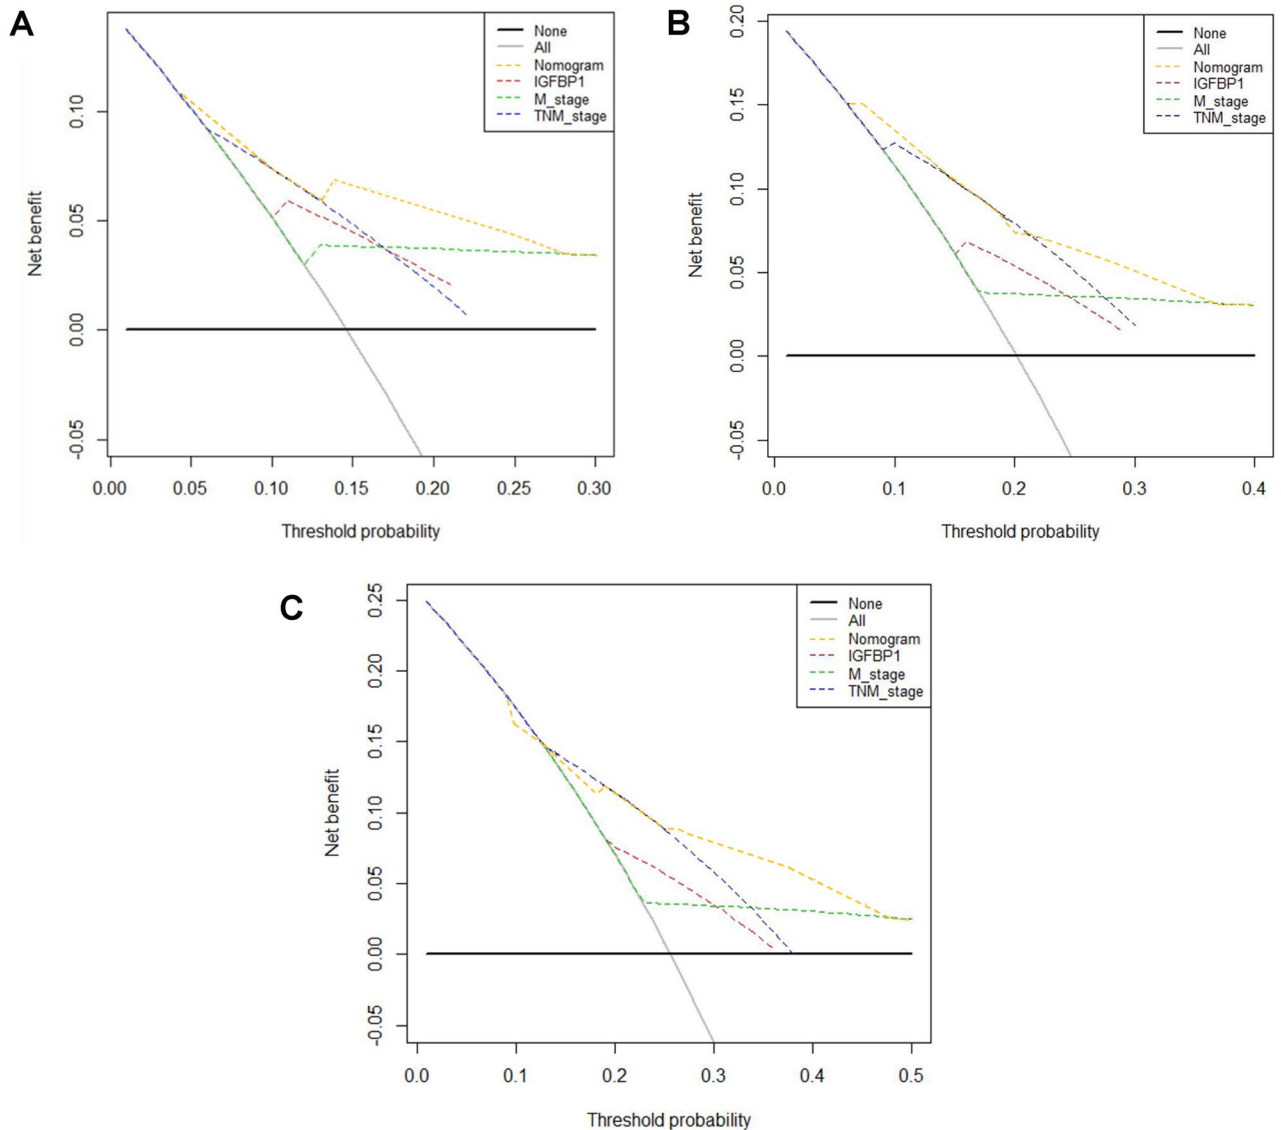 A
None
All
Nomogram
IGFBP1
M_stage
TNM_stage
Net benefit
0.10
0.05
0.00
-0.05
0.00 0.05 0.10 0.15 0.20 0.25 0.30
Threshold probability
B
None
All
Nomogram
IGFBP1
M_stage
TNM_stage
Net benefit
0.20
0.15
0.10
0.05
0.00
-0.05
0.0 0.1 0.2 0.3 0.4
Threshold probability
C
None
All
Nomogram
IGFBP1
M_stage
TNM_stage
Net benefit
0.25
0.20
0.15
0.10
0.05
0.00
-0.05
0.0 0.1 0.2 0.3 0.4 0.5
Threshold probability